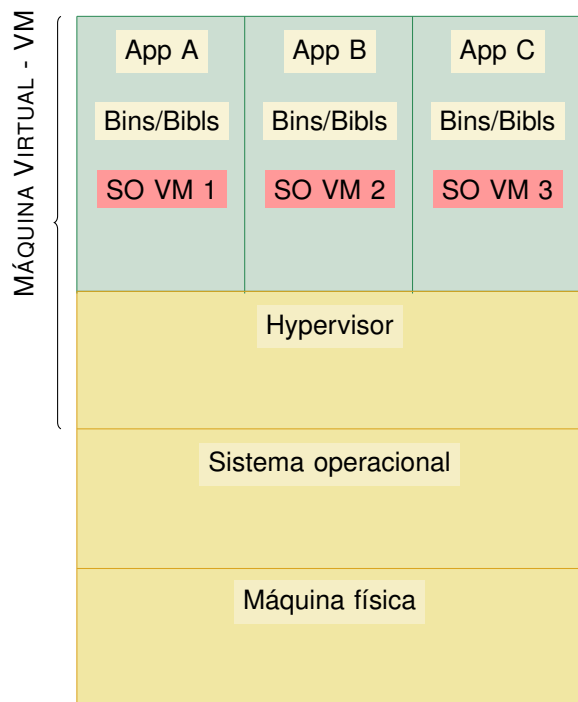 MÁQUINA VIRTUAL - VM
App A
App B
App C
Bins/Bibls
Bins/Bibls
Bins/Bibls
SO VM 1
SO VM 2
SO VM 3
Hypervisor
Sistema operacional
Máquina física